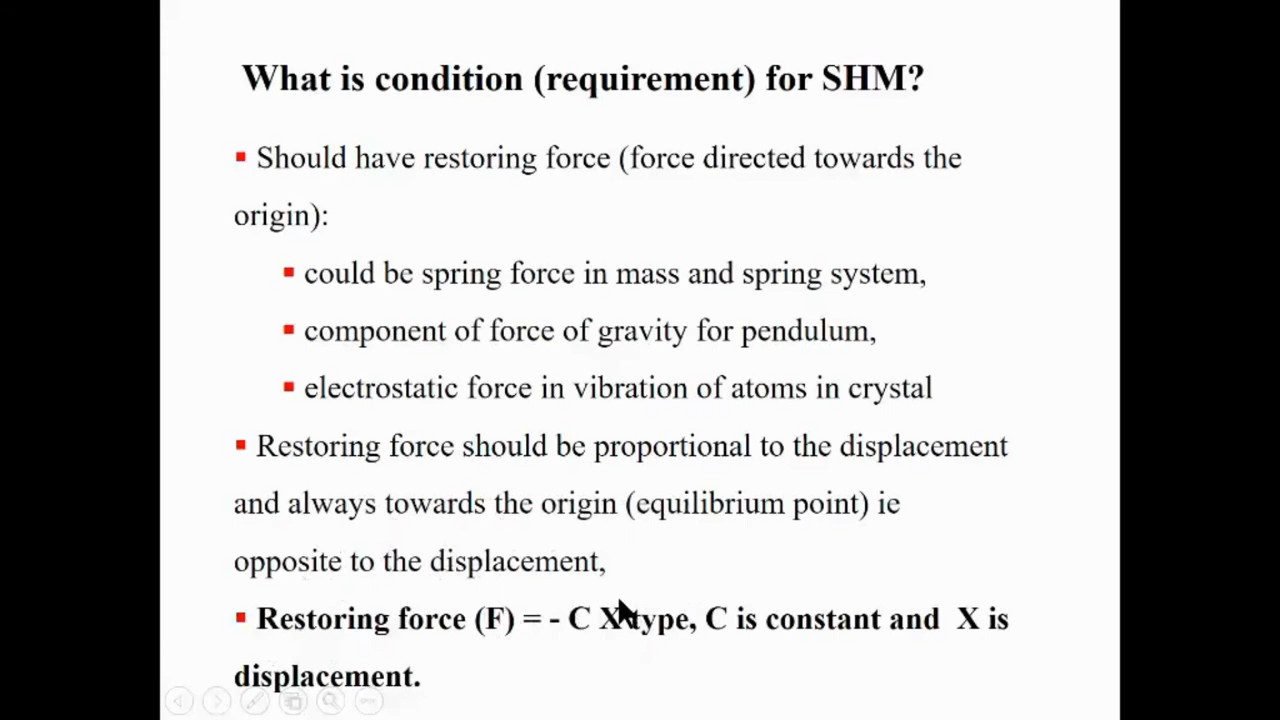 What is condition (requirement) for SHM?
Should have restoring force (force directed towards the
origin):
could be spring force in mass and spring system,
component of force of gravity for pendulum,
electrostatic force in vibration of atoms in crystal
Restoring force should be proportional to the displacement
and always towards the origin (equilibrium point) ie
opposite to the displacement,
Restoring force (F) = - C X type, C is constant and X is
displacement.